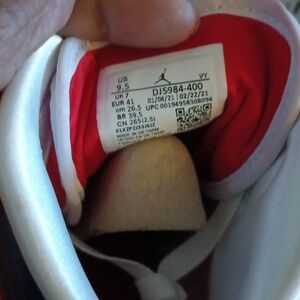 US
9.5 VY
UK 7 DJ5984-400
EUR 41 01/06/21 02/22/21
cm 26.5 UPC 00194958308094
BR 39.5
CN 265(2.5)
MADE IN VIETNAM